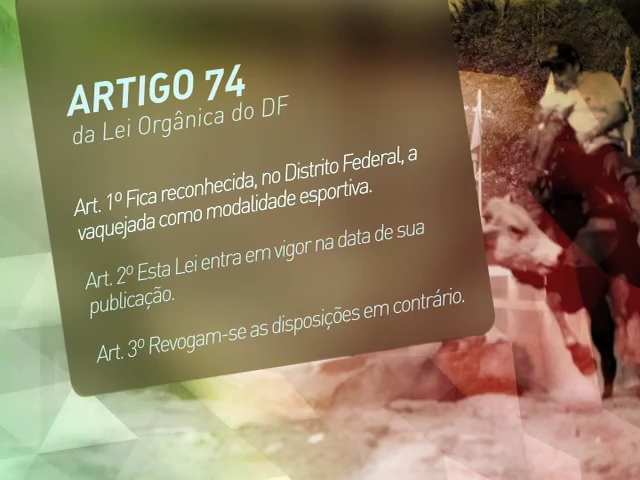 ARTIGO 74
da Lei Orgânica do DF
Art. 1º Fica reconhecida, no Distrito Federal, a
vaquejada como modalidade esportiva.
Art. 2º Esta Lei entra em vigor na data de sua
publicação.
Art. 3º Revogam-se as disposições em contrário.